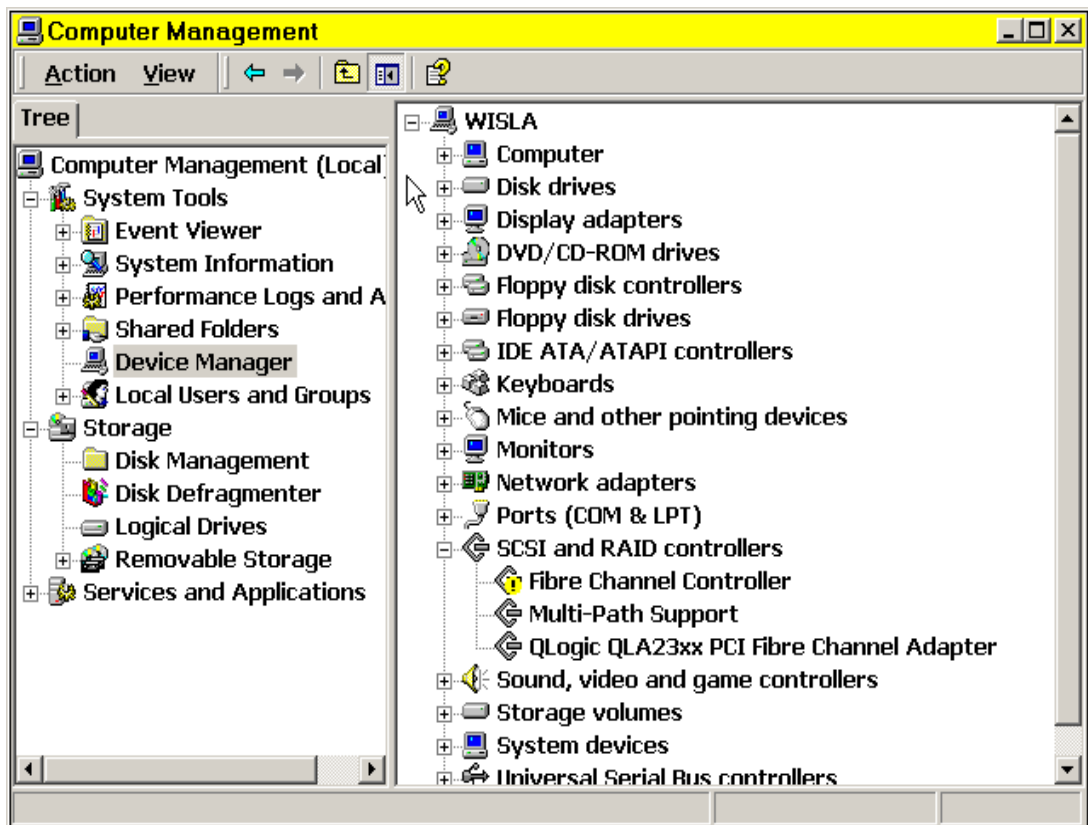 Computer Management
Action View
Tree
Computer Management (Local)
System Tools
Event Viewer
System Information
Performance Logs and A
Shared Folders
Device Manager
Local Users and Groups
Storage
Disk Management
Disk Defragmenter
Logical Drives
Removable Storage
Services and Applications
WISLA
Computer
Disk drives
Display adapters
DVD/CD-ROM drives
Floppy disk controllers
Floppy disk drives
IDE ATA/ATAPI controllers
Keyboards
Mice and other pointing devices
Monitors
Network adapters
Ports (COM & LPT)
SCSI and RAID controllers
Fibre Channel Controller
Multi-Path Support
QLogic QLA23xx PCI Fibre Channel Adapter
Sound, video and game controllers
Storage volumes
System devices
Universal Serial Bus controllers